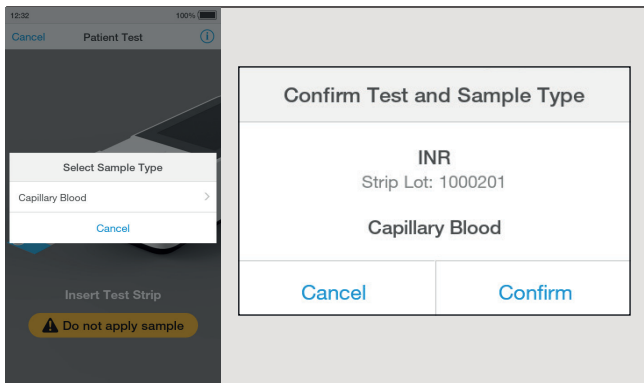 12:32 100%
Cancel Patient Test i
Select Sample Type
Capillary Blood
Cancel
Insert Test Strip
Do not apply sample
Confirm Test and Sample Type
INR
Strip Lot: 1000201
Capillary Blood
Cancel Confirm